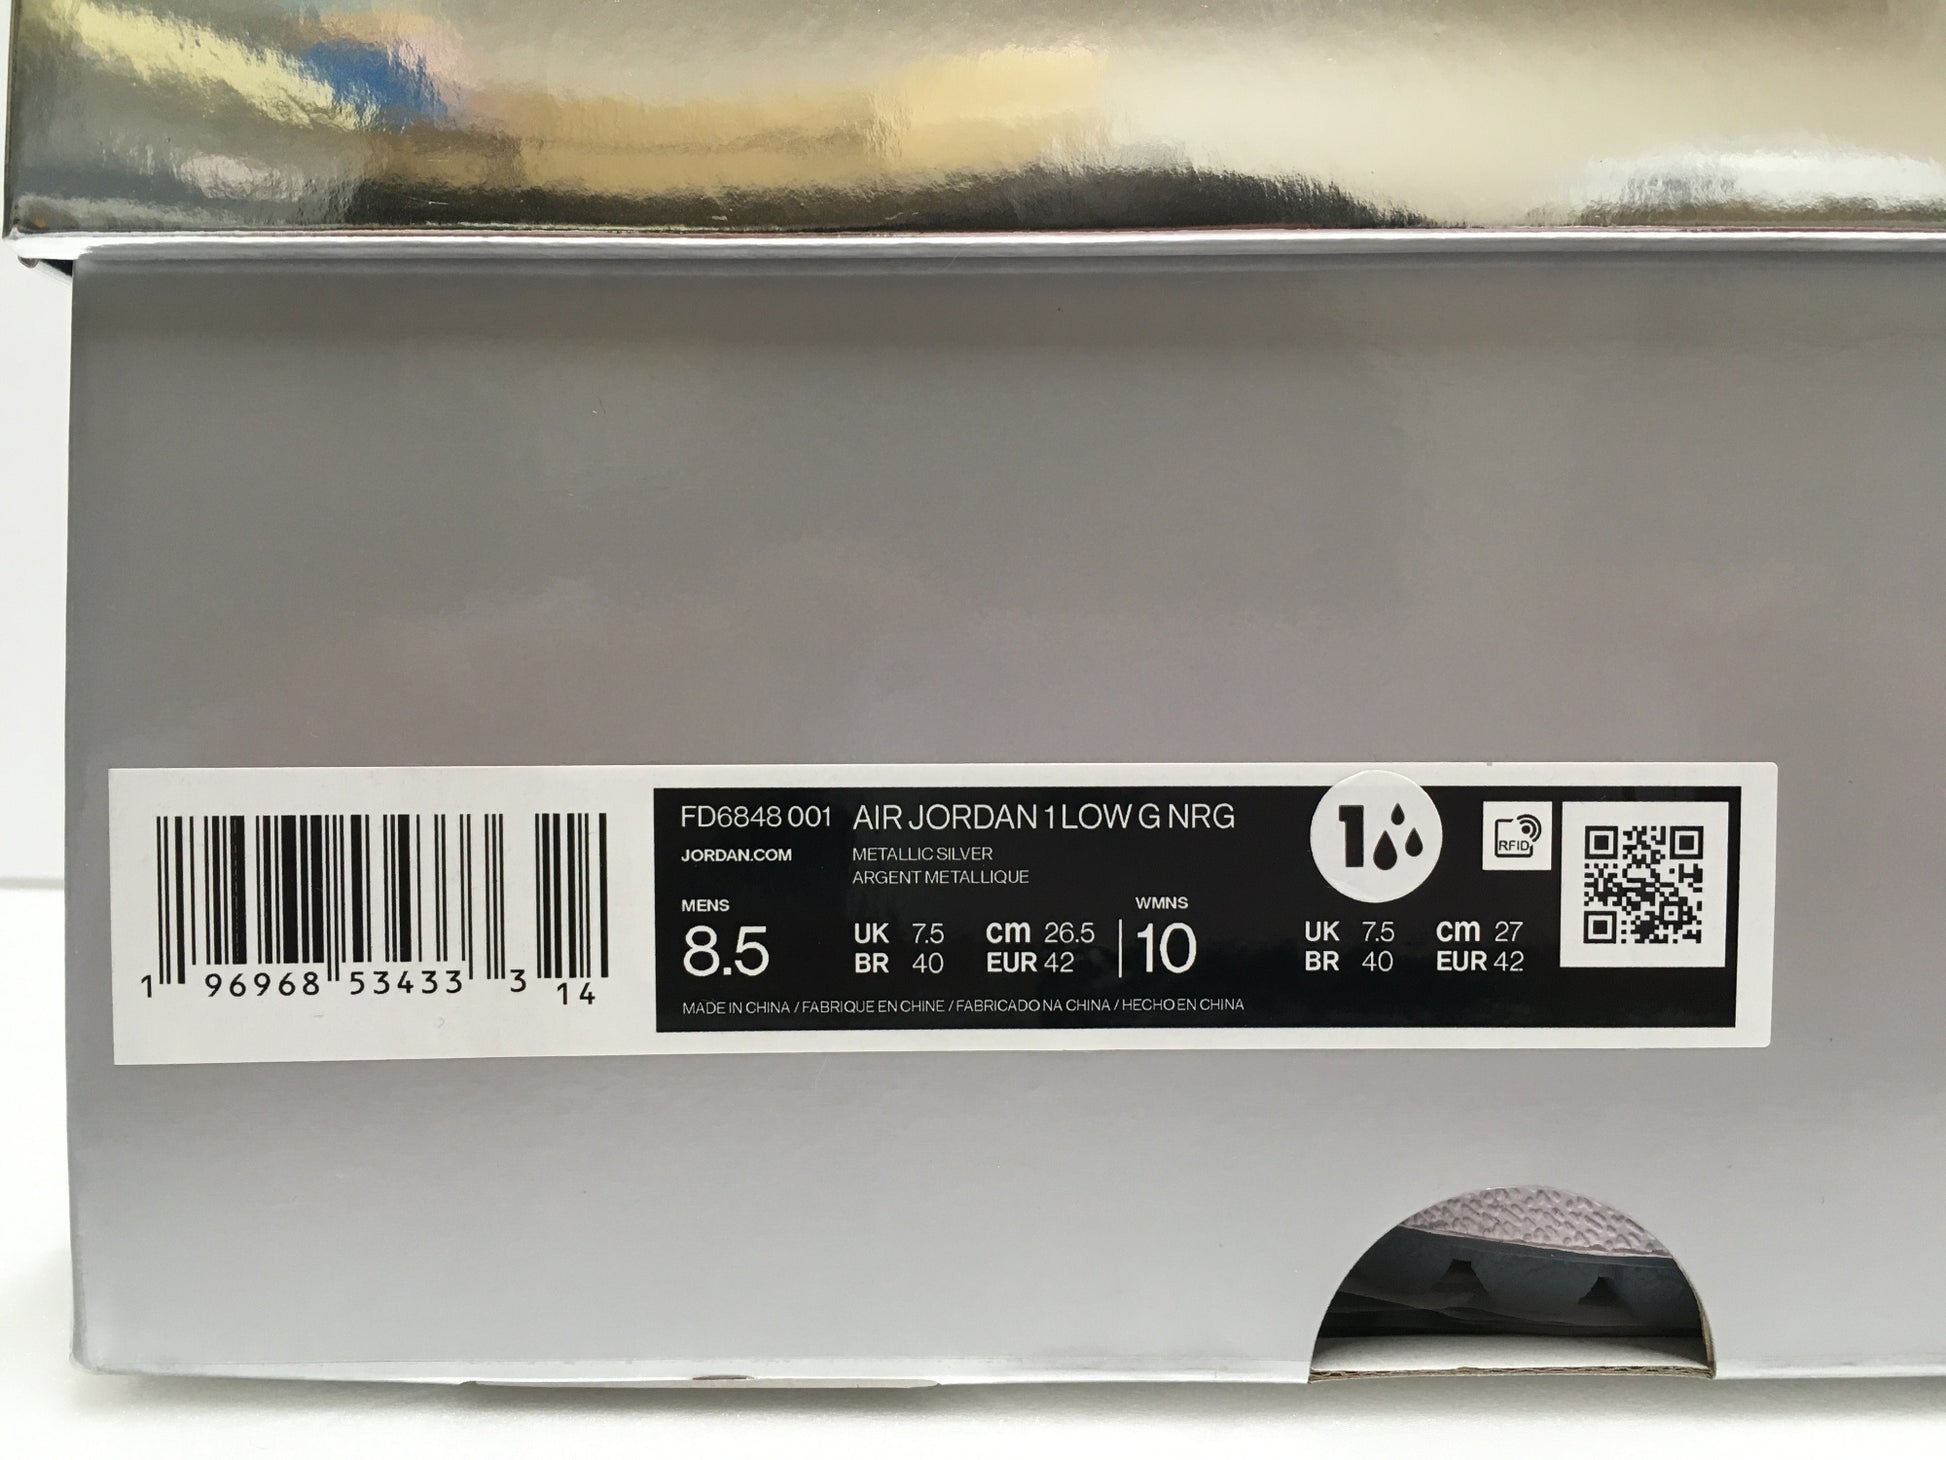 1 96968 53433 3 14
FD6848 001 AIR JORDAN 1 LOW G NRG
JORDAN.COM METALLIC SILVER
ARGENT METALLIQUE
MENS WMNS
8.5 UK 7.5 cm 26.5 10 UK 7.5 cm 27
BR 40 EUR 42 BR 40 EUR 42
MADE IN CHINA / FABRIQUE EN CHINE / FABRICADO NA CHINA / HECHO EN CHINA
1
RFID